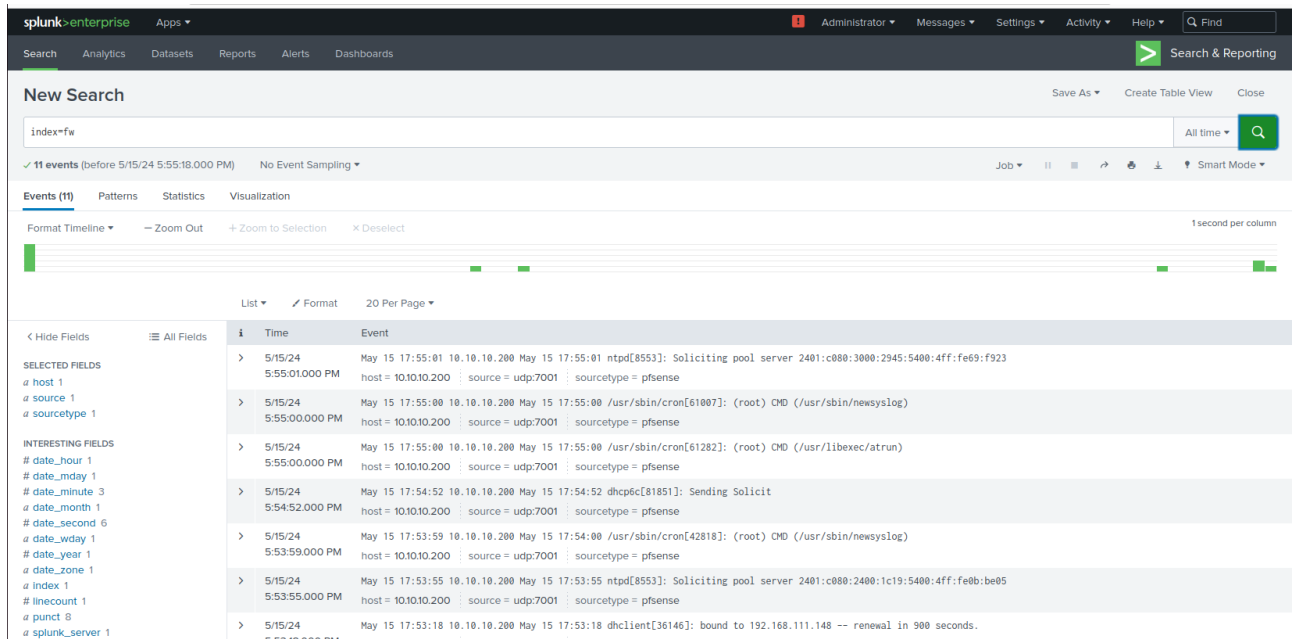 splunk>enterprise Apps ! Administrator Messages Settings Activity Help Find
Search Analytics Datasets Reports Alerts Dashboards Search & Reporting
New Search Save As Create Table View Close
index=fw All time
11 events (before 5/15/24 5:55:18.000 PM) No Event Sampling Job Smart Mode
Events (11) Patterns Statistics Visualization
Format Timeline — Zoom Out + Zoom to Selection × Deselect 1 second per column
List Format 20 Per Page
< Hide Fields All Fields
SELECTED FIELDS
a host 1
a source 1
a sourcetype 1
INTERESTING FIELDS
# date_hour 1
# date_mday 1
# date_minute 3
a date_month 1
# date_second 6
a date_wday 1
# date_year 1
a date_zone 1
a index 1
# linecount 1
a punct 8
a splunk_server 1
i Time Event
> 5/15/24 May 15 17:55:01 10.10.10.200 May 15 17:55:01 ntpd[8553]: Soliciting pool server 2401:c080:3000:2945:5400:4ff:fe69:f923
5:55:01.000 PM host = 10.10.10.200 source = udp:7001 sourcetype = pfsense
> 5/15/24 May 15 17:55:00 10.10.10.200 May 15 17:55:00 /usr/sbin/cron[61007]: (root) CMD (/usr/sbin/newsyslog)
5:55:00.000 PM host = 10.10.10.200 source = udp:7001 sourcetype = pfsense
> 5/15/24 May 15 17:55:00 10.10.10.200 May 15 17:55:00 /usr/sbin/cron[61282]: (root) CMD (/usr/libexec/atrun)
5:55:00.000 PM host = 10.10.10.200 source = udp:7001 sourcetype = pfsense
> 5/15/24 May 15 17:54:52 10.10.10.200 May 15 17:54:52 dhcp6c[81851]: Sending Solicit
5:54:52.000 PM host = 10.10.10.200 source = udp:7001 sourcetype = pfsense
> 5/15/24 May 15 17:53:59 10.10.10.200 May 15 17:54:00 /usr/sbin/cron[42818]: (root) CMD (/usr/sbin/newsyslog)
5:53:59.000 PM host = 10.10.10.200 source = udp:7001 sourcetype = pfsense
> 5/15/24 May 15 17:53:55 10.10.10.200 May 15 17:53:55 ntpd[8553]: Soliciting pool server 2401:c080:2400:1c19:5400:4ff:fe0b:be05
5:53:55.000 PM host = 10.10.10.200 source = udp:7001 sourcetype = pfsense
> 5/15/24 May 15 17:53:18 10.10.10.200 May 15 17:53:18 dhclient[36146]: bound to 192.168.111.148 -- renewal in 900 seconds.